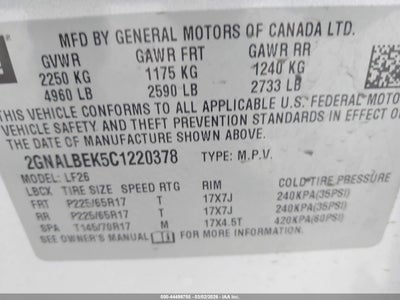 MFD BY GENERAL MOTORS OF CANADA LTD.
GVWR GAWR FRT GAWR RR
2250 KG 1175 KG 1240 KG
4960 LB 2590 LB 2733 LB
THIS VEHICLE CONFORMS TO ALL APPLICABLE U.S. FEDERAL MOTOR
VEHICLE SAFETY AND THEFT PREVENTION STANDARDS IN EFFECT ON
THE DATE OF MANUFACTURE SHOWN ABOVE.
2GNALBEK5C1220378 TYPE: M.P.V.
MODEL: LF26
LBCX TIRE SIZE SPEED RTG RIM COLD TIRE PRESSURE
FRT P225/65R17 T 17X7J 240KPA(35PSI)
RR P225/65R17 T 17X7J 240KPA(35PSI)
SPA T145/70R17 M 17X4.5T 420KPA(60PSI)
SEE OWNER'S MANUAL FOR ADDITIONAL INFORMATION